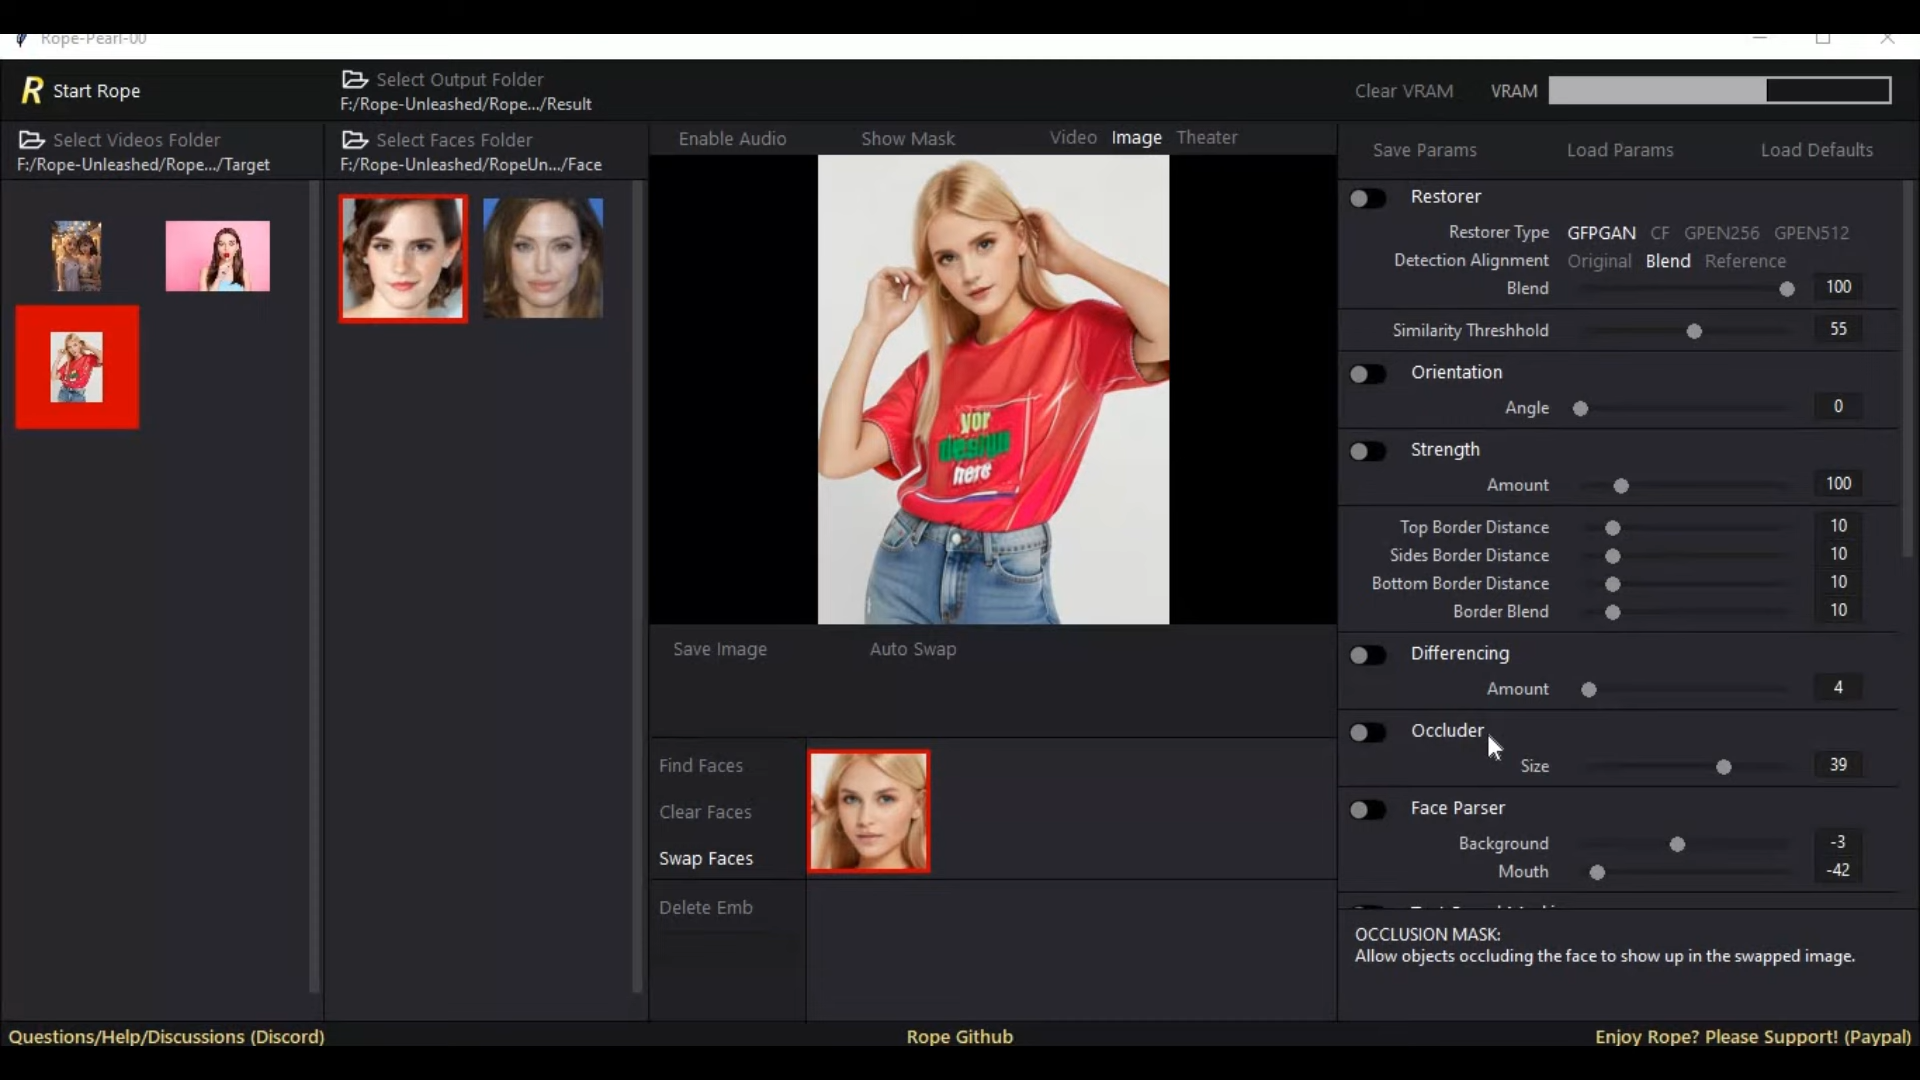 Rope-Pearl-00
R Start Rope
Select Output Folder
F:/Rope-Unleashed/Rope.../Result
Clear VRAM
VRAM
Select Videos Folder
F:/Rope-Unleashed/Rope.../Target
Select Faces Folder
F:/Rope-Unleashed/RopeUn.../Face
Enable Audio
Show Mask
Video Image Theater
Save Params
Load Params
Load Defaults
yor
design
here
Save Image
Auto Swap
Find Faces
Clear Faces
Swap Faces
Delete Emb
Restorer
Restorer Type GFPGAN CF GPEN256 GPEN512
Detection Alignment Original Blend Reference
Blend 100
Similarity Threshhold 55
Orientation
Angle 0
Strength
Amount 100
Top Border Distance 10
Sides Border Distance 10
Bottom Border Distance 10
Border Blend 10
Differencing
Amount 4
Occluder
Size 39
Face Parser
Background -3
Mouth -42
OCCLUSION MASK:
Allow objects occluding the face to show up in the swapped image.
Questions/Help/Discussions (Discord)
Rope Github
Enjoy Rope? Please Support! (Paypal)